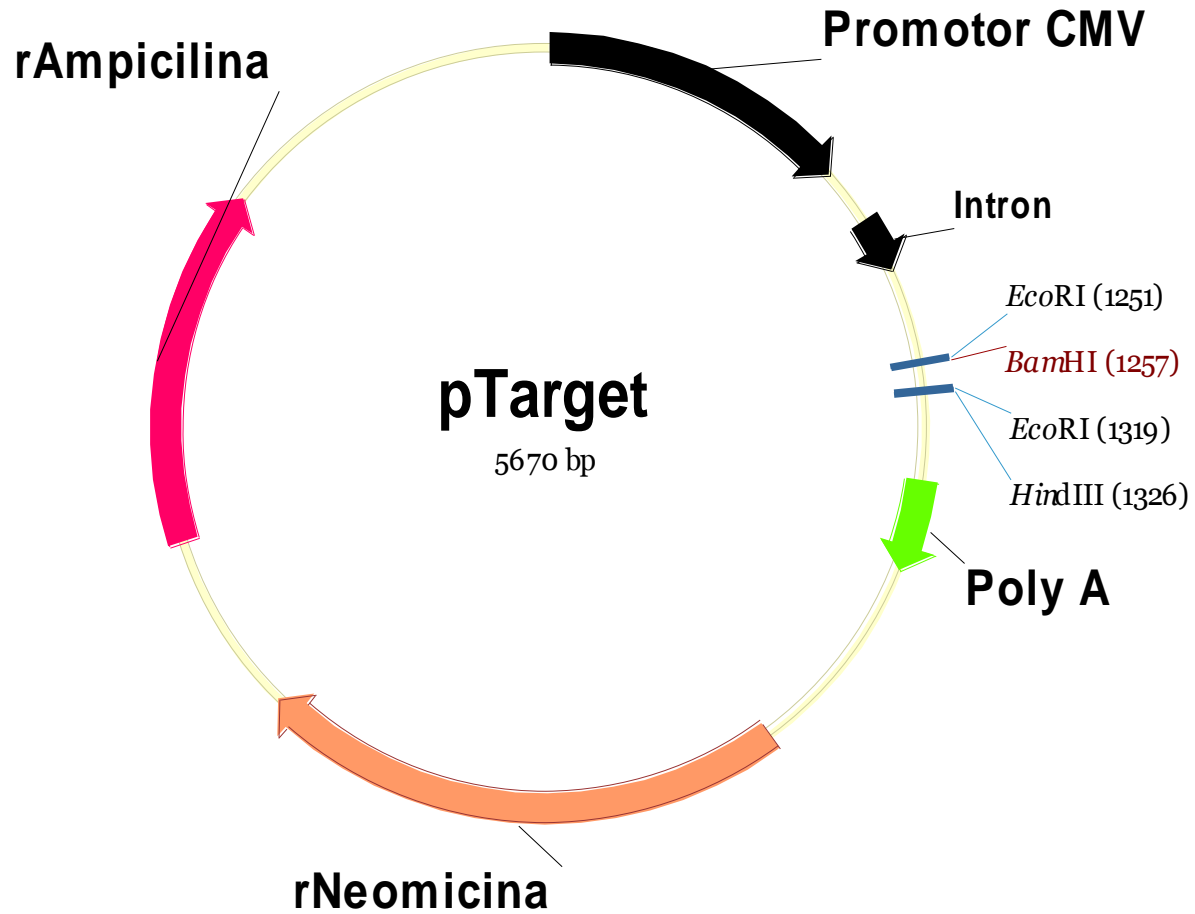 Promotor CMV
rAmpicilina
Intron
EcoRI (1251)
BamHI (1257)
pTarget
5670 bp
EcoRI (1319)
HindIII (1326)
Poly A
rNeomicina